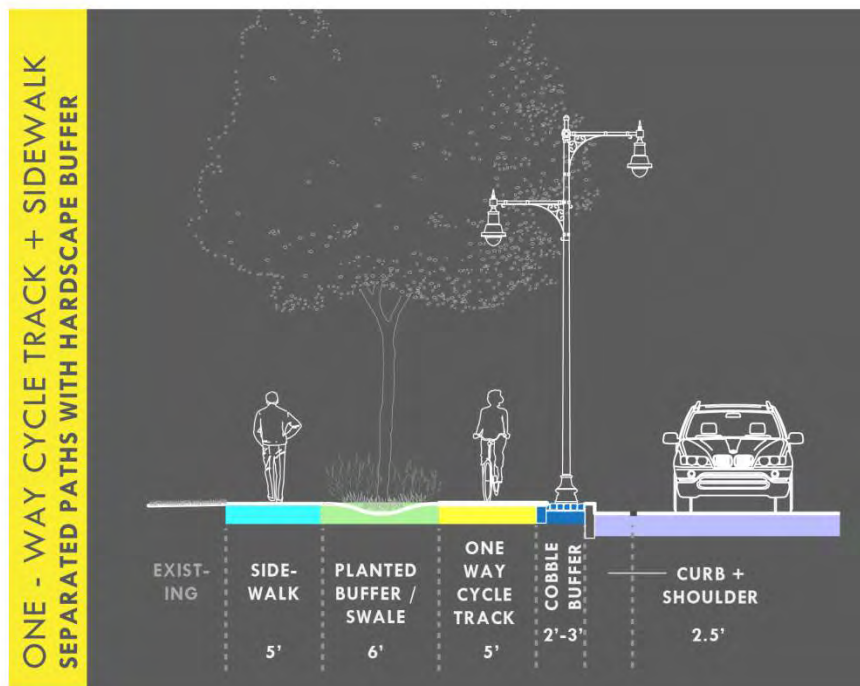 ONE - WAY CYCLE TRACK + SIDEWALK
SEPARATED PATHS WITH HARDSCAPE BUFFER
EXIST-
ING
SIDE-
WALK
5'
PLANTED
BUFFER /
SWALE
6'
ONE
WAY
CYCLE
TRACK
5'
COBBLE
BUFFER
2'-3'
CURB +
SHOULDER
2.5'